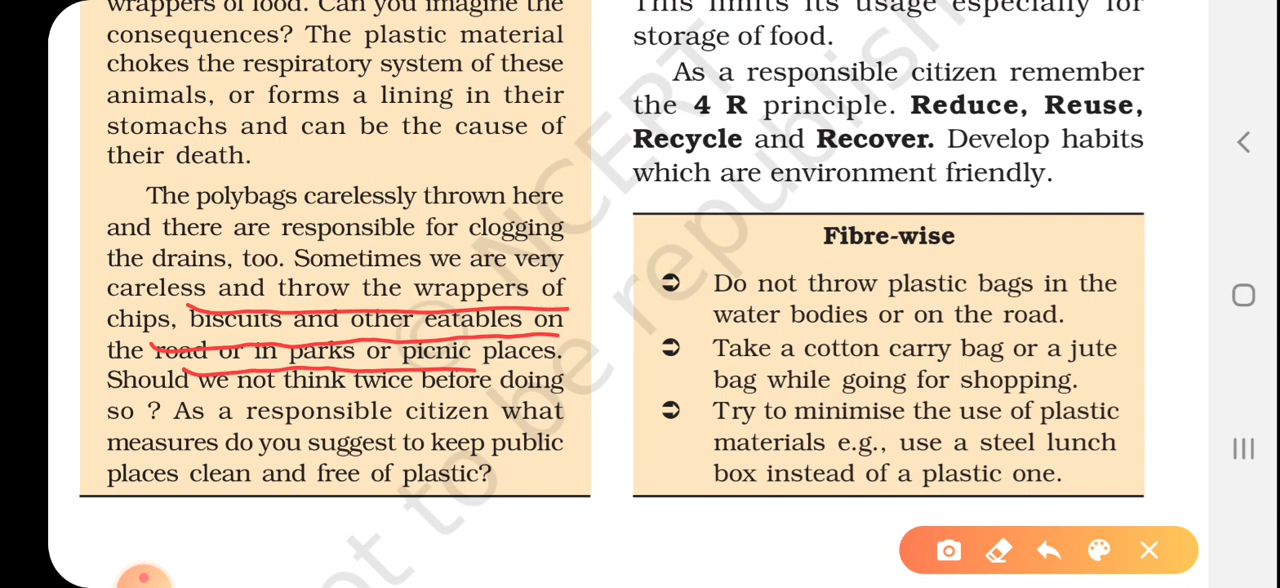 wrappers of food. Can you imagine the
consequences? The plastic material
chokes the respiratory system of these
animals, or forms a lining in their
stomachs and can be the cause of
their death.
The polybags carelessly thrown here
and there are responsible for clogging
the drains, too. Sometimes we are very
careless and throw the wrappers of
chips, biscuits and other eatables on
the road or in parks or picnic places.
Should we not think twice before doing
so ? As a responsible citizen what
measures do you suggest to keep public
places clean and free of plastic?
This limits its usage especially for
storage of food.
As a responsible citizen remember
the 4 R principle. Reduce, Reuse,
Recycle and Recover. Develop habits
which are environment friendly.
Fibre-wise
Do not throw plastic bags in the
water bodies or on the road.
Take a cotton carry bag or a jute
bag while going for shopping.
Try to minimise the use of plastic
materials e.g., use a steel lunch
box instead of a plastic one.
© NCERT
not to be republish